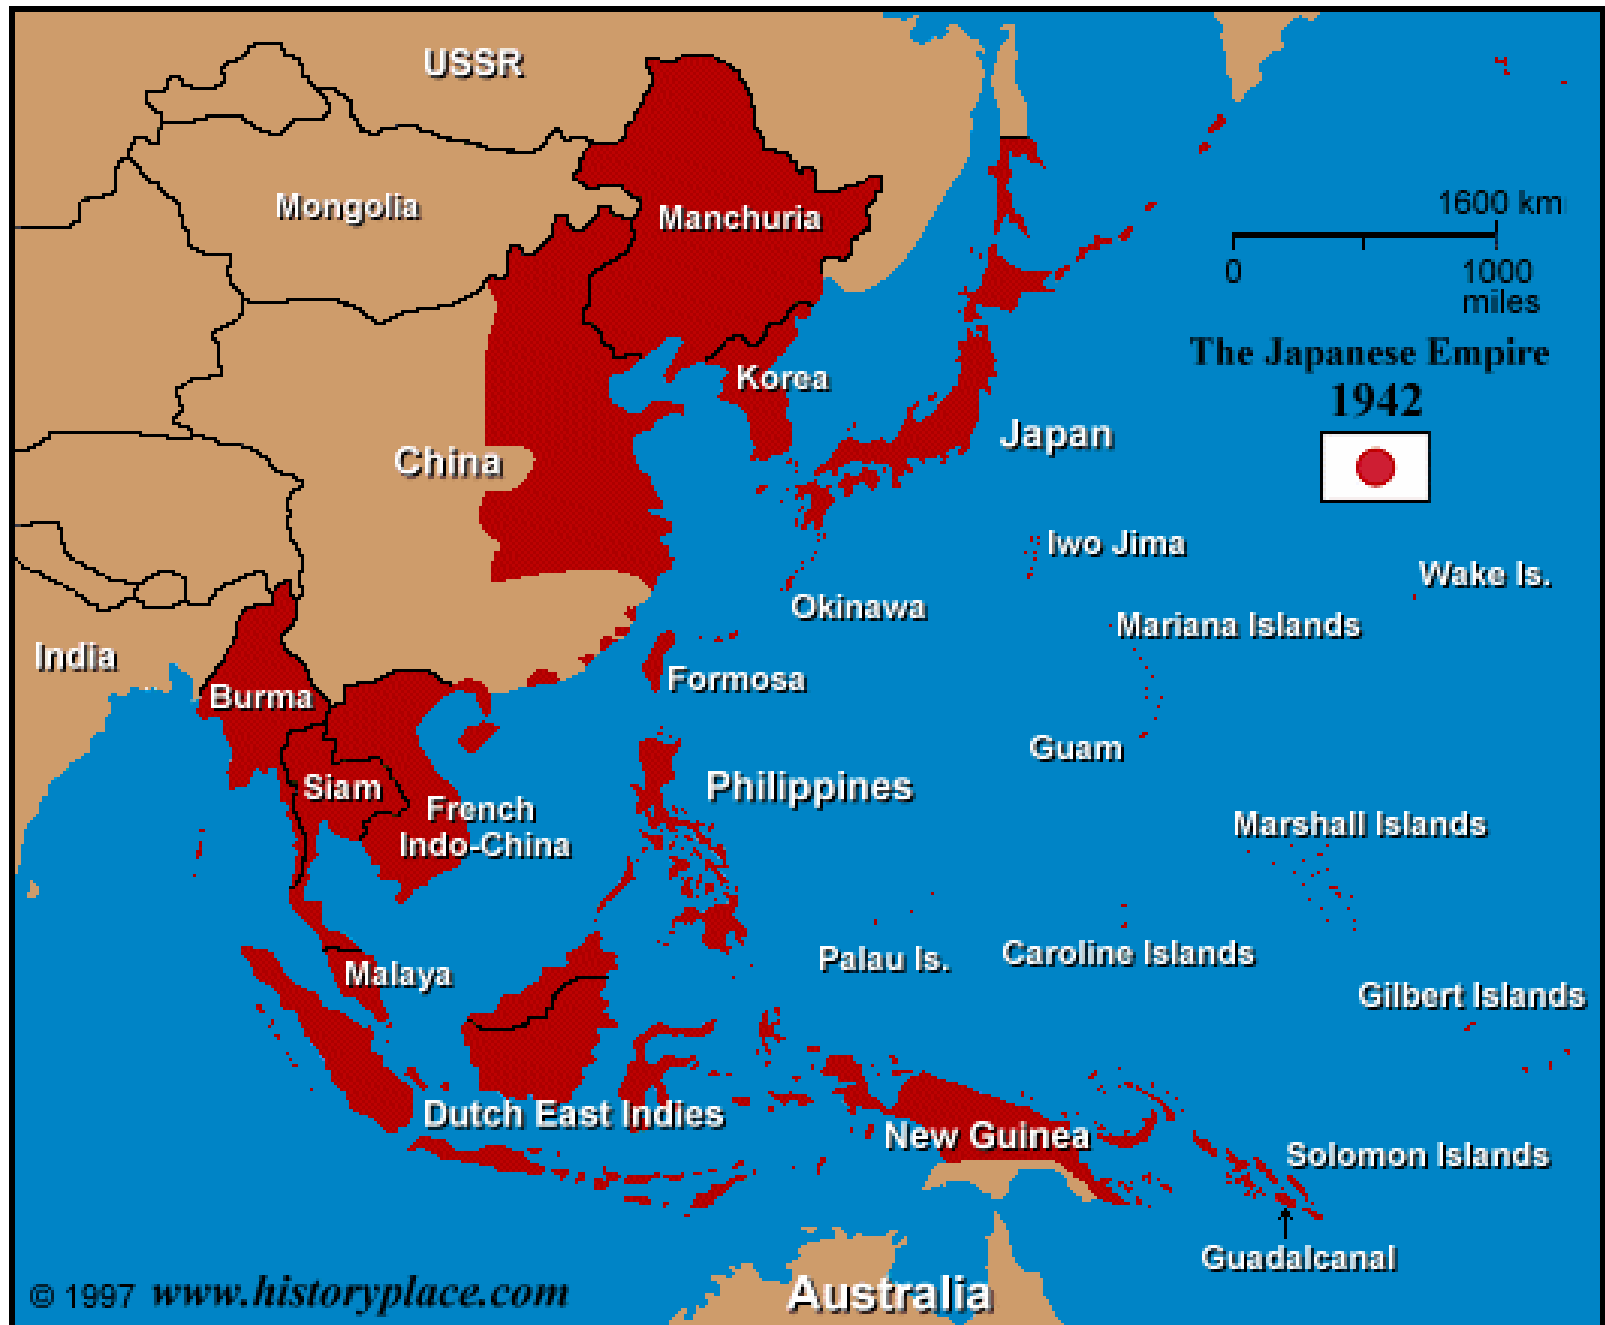 USSR
Mongolia
Manchuria
1600 km
0
1000
miles
The Japanese Empire
1942
Korea
Japan
China
Iwo Jima
Wake Is.
Okinawa
Mariana Islands
India
Formosa
Burma
Guam
Siam
Philippines
French
Indo-China
Marshall Islands
Palau Is.
Caroline Islands
Malaya
Gilbert Islands
Dutch East Indies
New Guinea
Solomon Islands
Guadalcanal
Australia
© 1997 www.historyplace.com